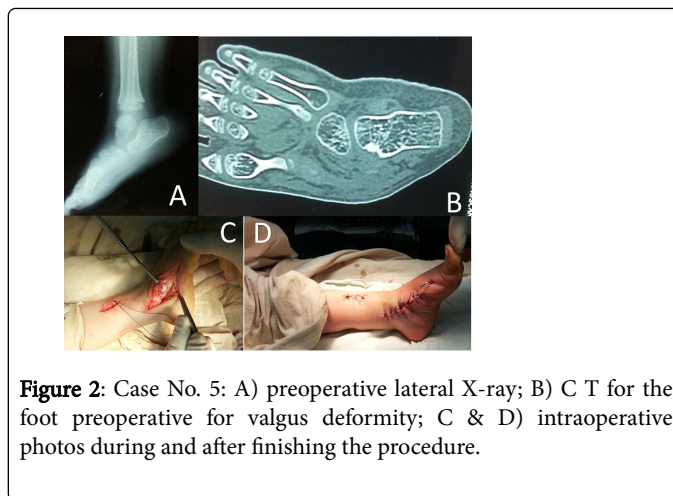 A
B
C
D
Figure 2: Case No. 5: A) preoperative lateral X-ray; B) C T for the
foot preoperative for valgus deformity; C & D) intraoperative
photos during and after finishing the procedure.